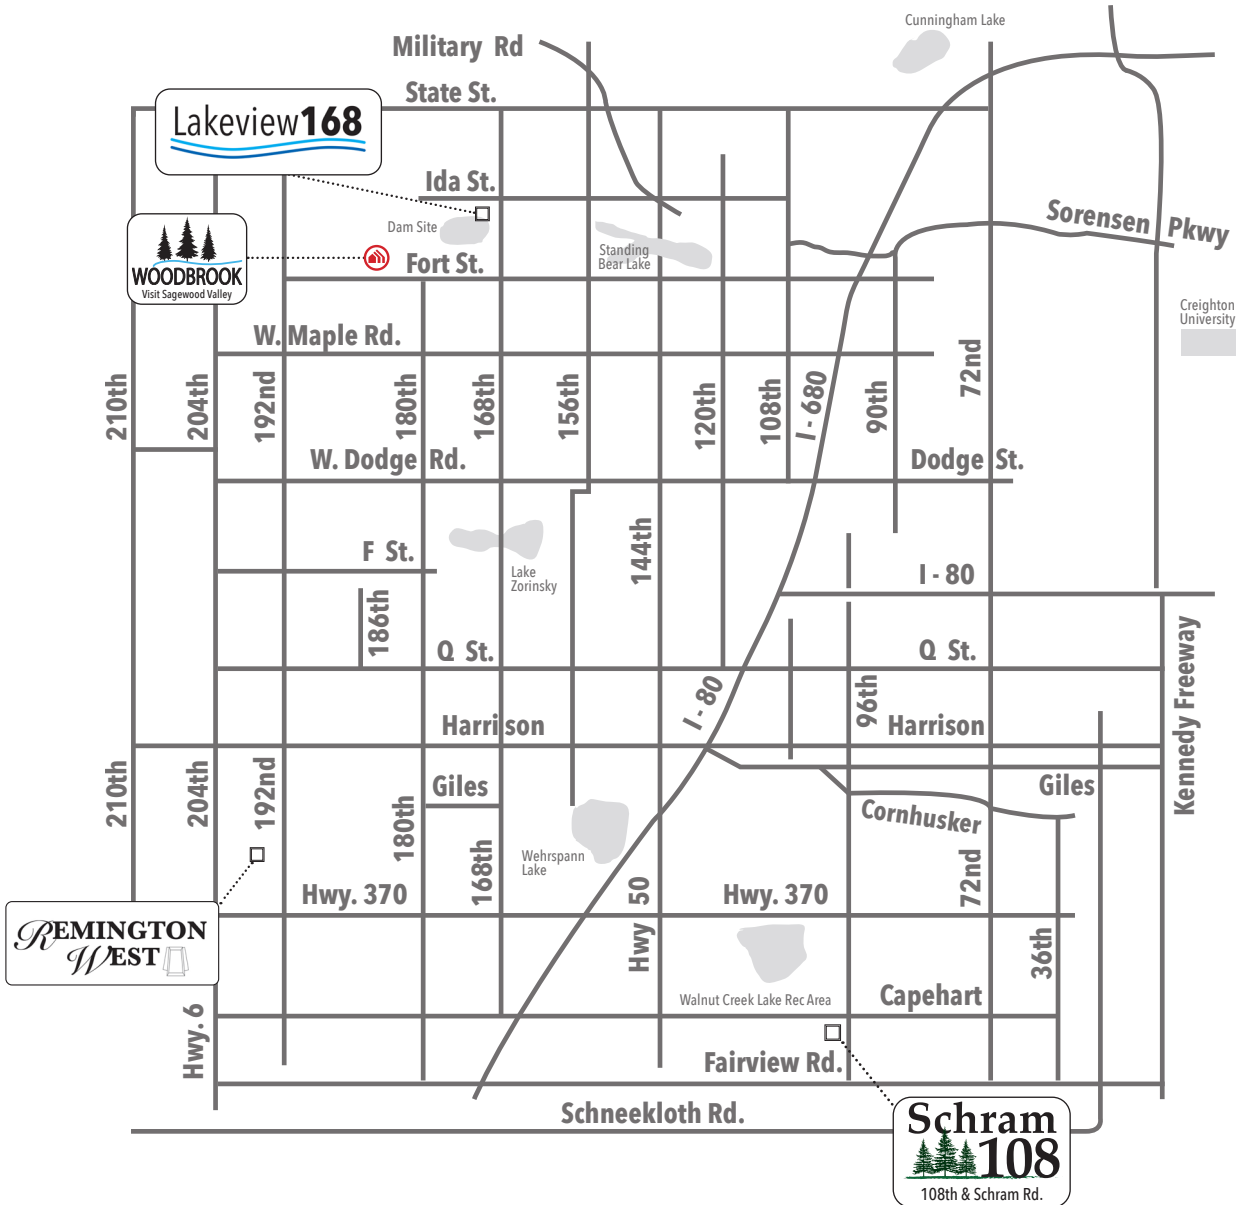 Cunningham Lake
Military Rd
State St.
Lakeview168
Ida St.
Sorensen Pkwy
Dam Site
Standing
Bear Lake
WOODBROOK
Visit Sagewood Valley
Fort St.
Creighton
University
W. Maple Rd.
210th
204th
192nd
180th
168th
156th
120th
108th
I - 680
90th
72nd
W. Dodge Rd.
Dodge St.
144th
F St.
Lake
Zorinsky
I - 80
186th
Q St.
Q St.
Kennedy Freeway
I - 80
96th
Harrison
Harrison
210th
204th
192nd
180th
Giles
Giles
Cornhusker
168th
Wehrspann
Lake
72nd
Hwy. 370
Hwy 50
Hwy. 370
REMINGTON
WEST
36th
Walnut Creek Lake Rec Area
Capehart
Hwy. 6
Fairview Rd.
Schneekloth Rd.
Schram
108
108th & Schram Rd.